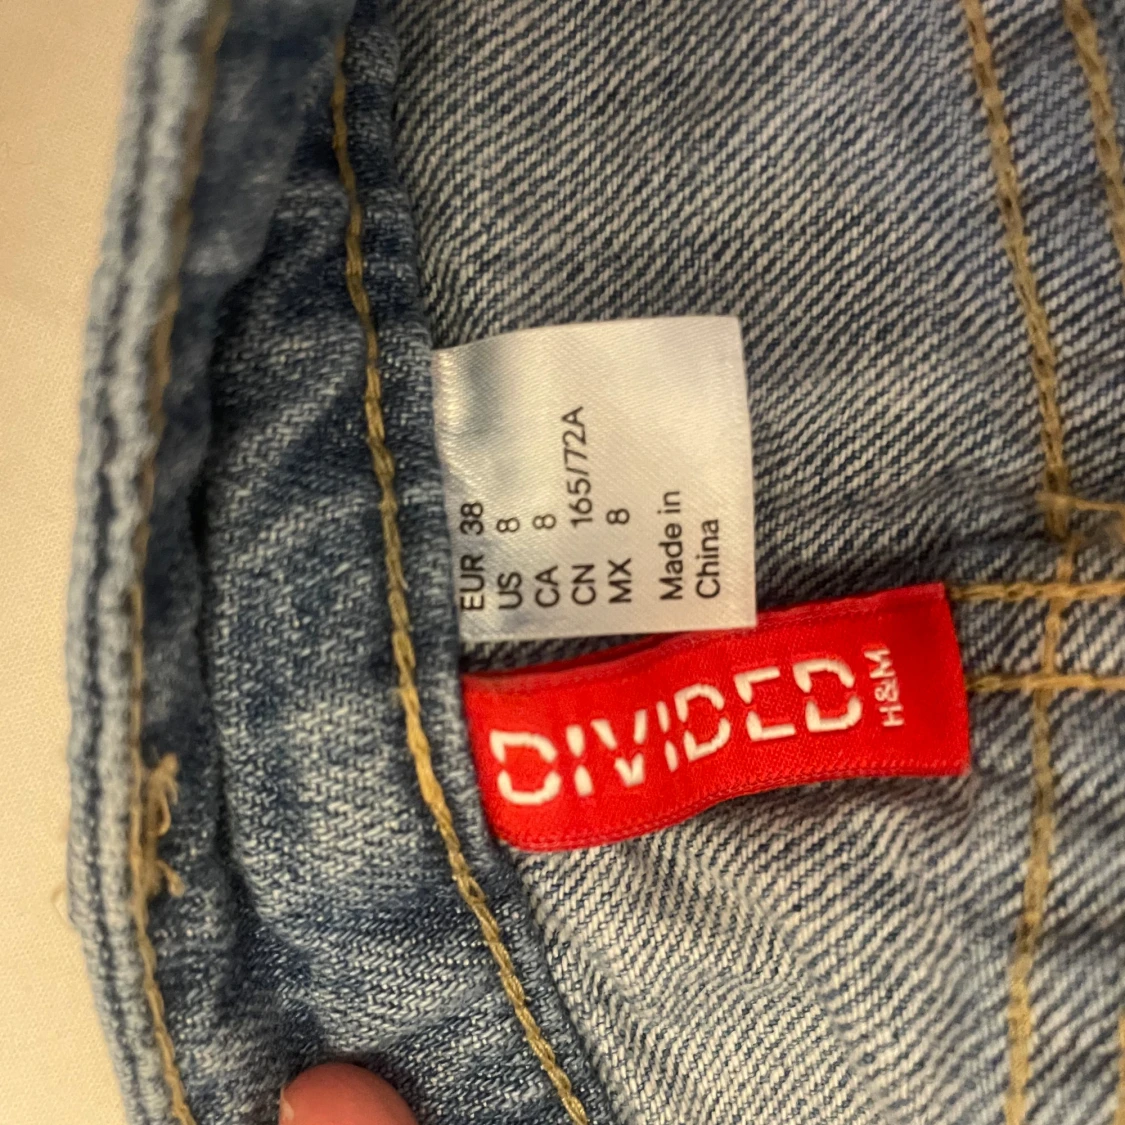 EUR 38
US 8
CA 8
CN 165/72A
MX 8
Made in
China
DIVIDED
H&M